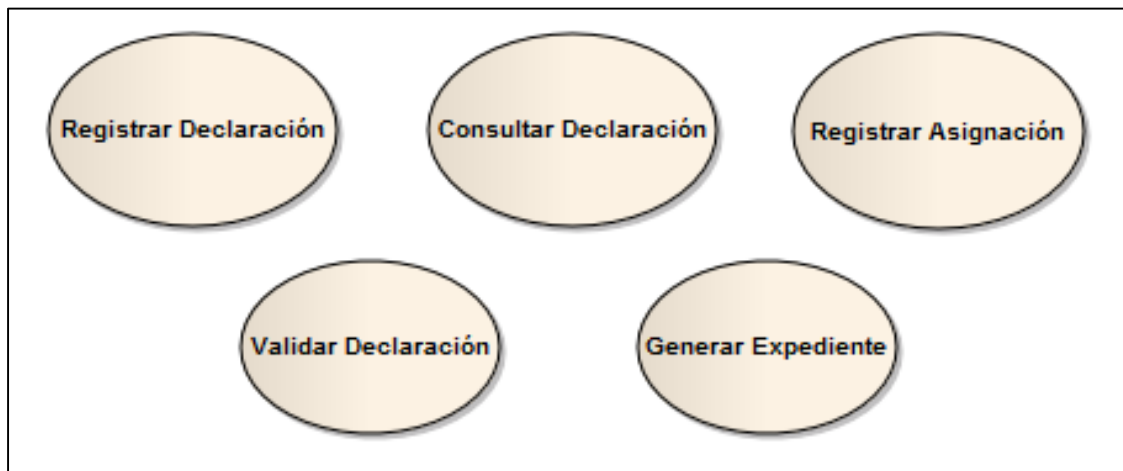 Registrar Declaración
Consultar Declaración
Registrar Asignación
Validar Declaración
Generar Expediente